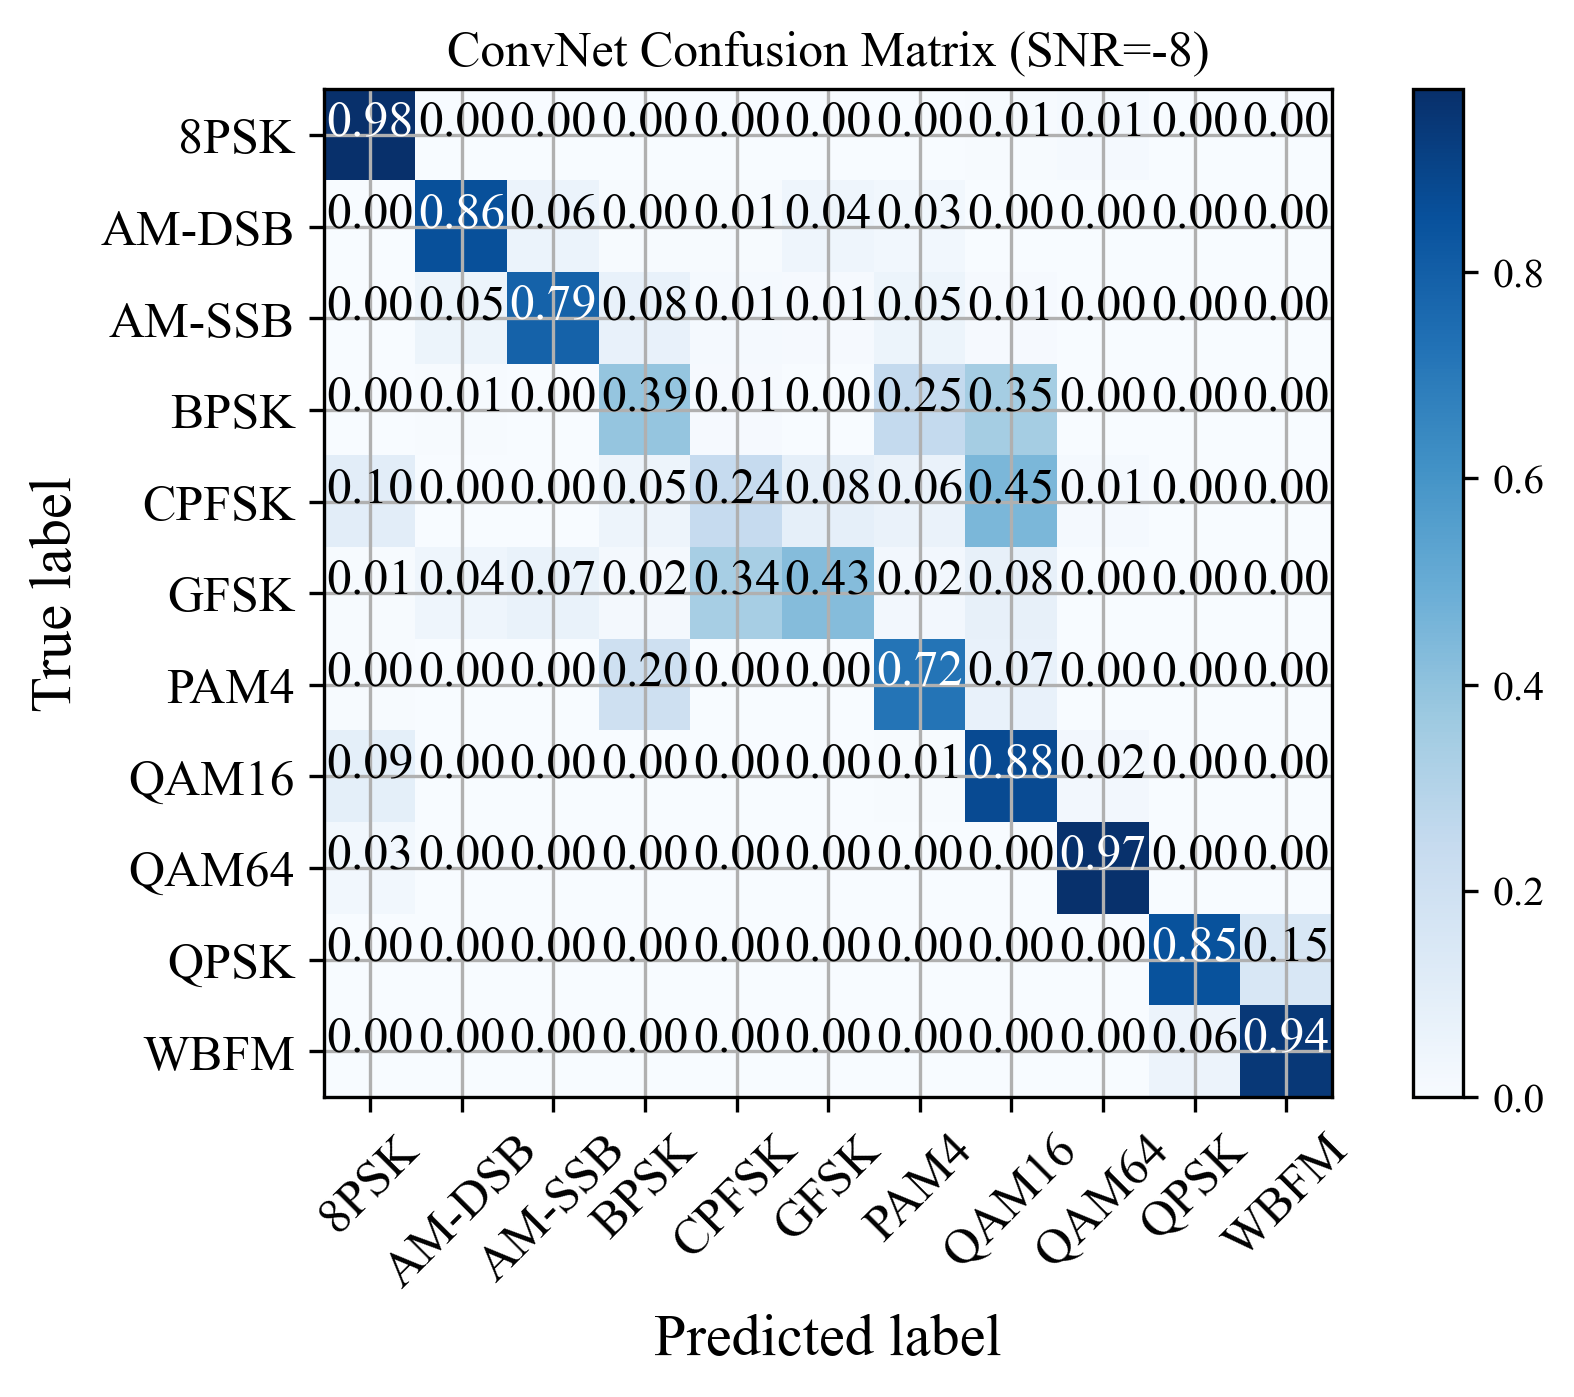 ConvNet Confusion Matrix (SNR=-8)
8PSK 0.98 0.00 0.00 0.00 0.00 0.00 0.00 0.01 0.01 0.00 0.00
AM-DSB 0.00 0.86 0.06 0.00 0.01 0.04 0.03 0.00 0.00 0.00 0.00
AM-SSB 0.00 0.05 0.79 0.08 0.01 0.01 0.05 0.01 0.00 0.00 0.00
BPSK 0.00 0.01 0.00 0.39 0.01 0.00 0.25 0.35 0.00 0.00 0.00
CPFSK 0.10 0.00 0.00 0.05 0.24 0.08 0.06 0.45 0.01 0.00 0.00
GFSK 0.01 0.04 0.07 0.02 0.34 0.43 0.02 0.08 0.00 0.00 0.00
PAM4 0.00 0.00 0.00 0.20 0.00 0.00 0.72 0.07 0.00 0.00 0.00
QAM16 0.09 0.00 0.00 0.00 0.00 0.00 0.01 0.88 0.02 0.00 0.00
QAM64 0.03 0.00 0.00 0.00 0.00 0.00 0.00 0.00 0.97 0.00 0.00
QPSK 0.00 0.00 0.00 0.00 0.00 0.00 0.00 0.00 0.00 0.85 0.15
WBFM 0.00 0.00 0.00 0.00 0.00 0.00 0.00 0.00 0.00 0.06 0.94
True label
8PSK AM-DSB AM-SSB BPSK CPFSK GFSK PAM4 QAM16 QAM64 QPSK WBFM
Predicted label
0.8
0.6
0.4
0.2
0.0